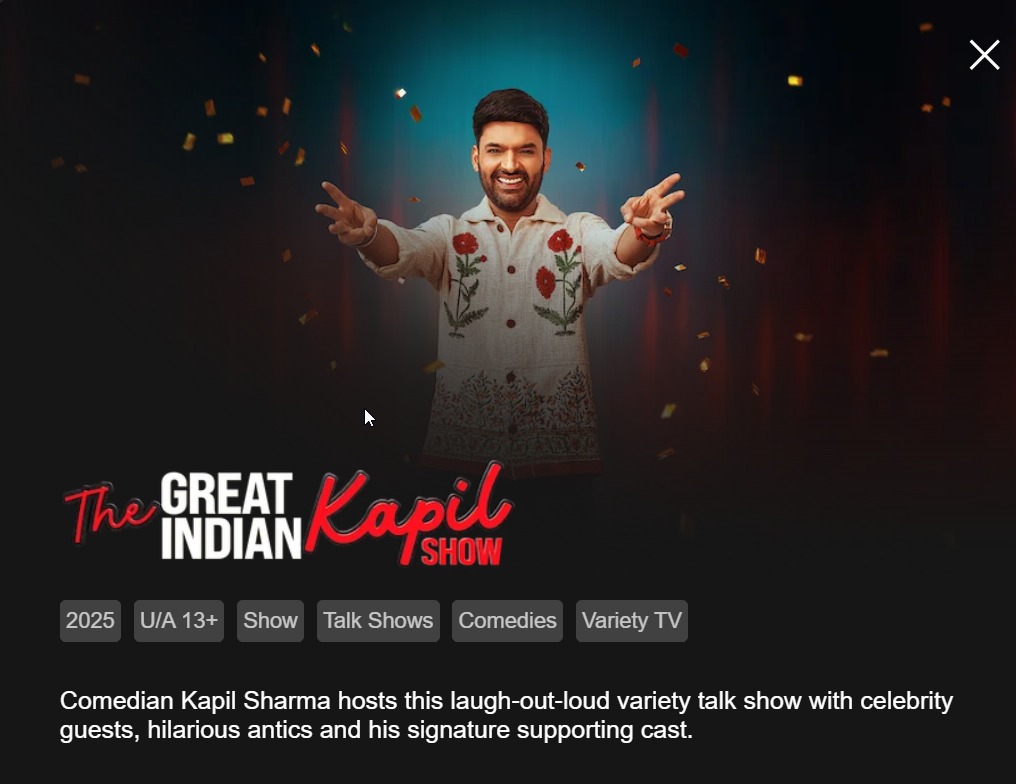 The GREAT INDIAN Kapil SHOW
2025 U/A 13+ Show Talk Shows Comedies Variety TV
Comedian Kapil Sharma hosts this laugh-out-loud variety talk show with celebrity
guests, hilarious antics and his signature supporting cast.